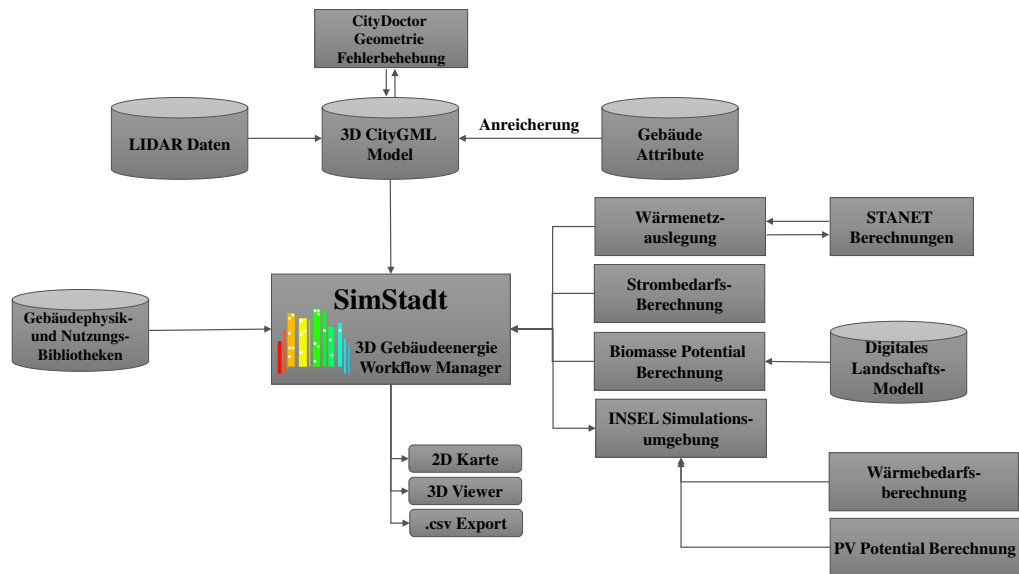 CityDoctor
Geometrie
Fehlerbehebung
LIDAR Daten
3D CityGML
Model
Anreicherung
Gebäude
Attribute
Wärmenetz-
auslegung
STANET
Berechnungen
Strombedarfs-
Berechnung
Gebäudephysik-
und Nutzungs-
Bibliotheken
SimStadt
3D Gebäudeenergie
Workflow Manager
Biomasse Potential
Berechnung
Digitales
Landschafts-
Modell
INSEL Simulations-
umgebung
2D Karte
3D Viewer
.csv Export
Wärmebedarfs-
berechnung
PV Potential Berechnung